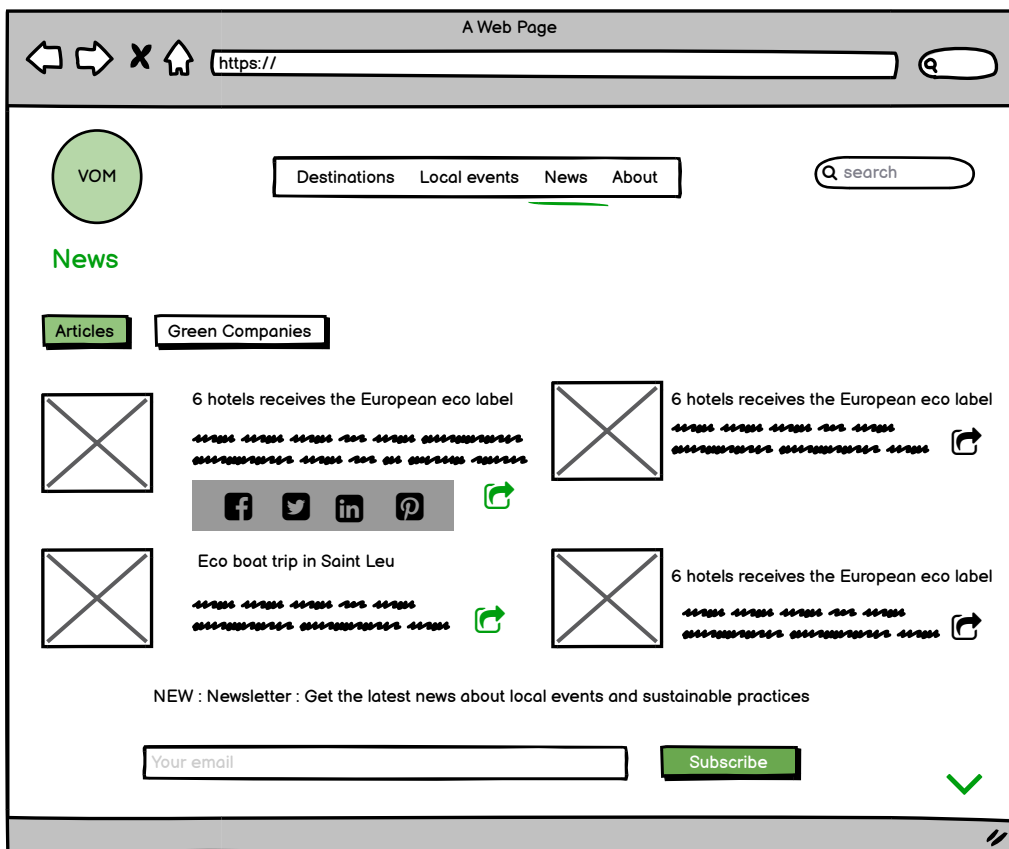 A Web Page
https://
VOM
Destinations Local events News About
search
News
Articles
Green Companies
6 hotels receives the European eco label
6 hotels receives the European eco label
Eco boat trip in Saint Leu
6 hotels receives the European eco label
NEW : Newsletter : Get the latest news about local events and sustainable practices
Your email
Subscribe